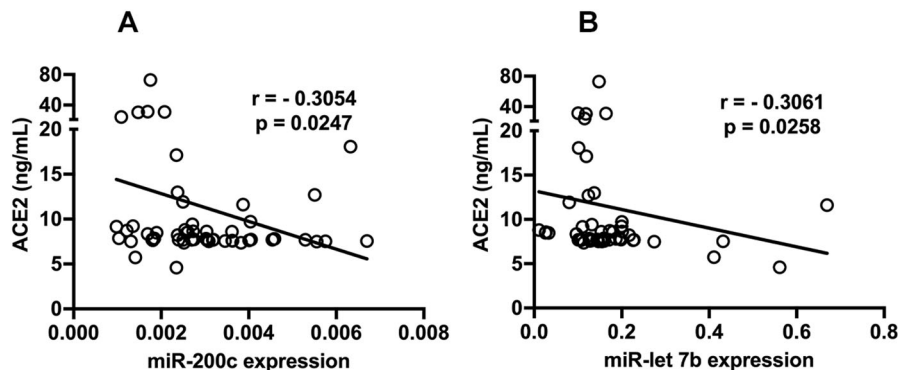 A
ACE2 (ng/mL)
80
40
20
15
10
5
0
r = - 0.3054
p = 0.0247
0.000
0.002
0.004
0.006
0.008
miR-200c expression
B
ACE2 (ng/mL)
80
40
20
15
10
5
0
r = - 0.3061
p = 0.0258
0.0
0.2
0.4
0.6
0.8
miR-let 7b expression